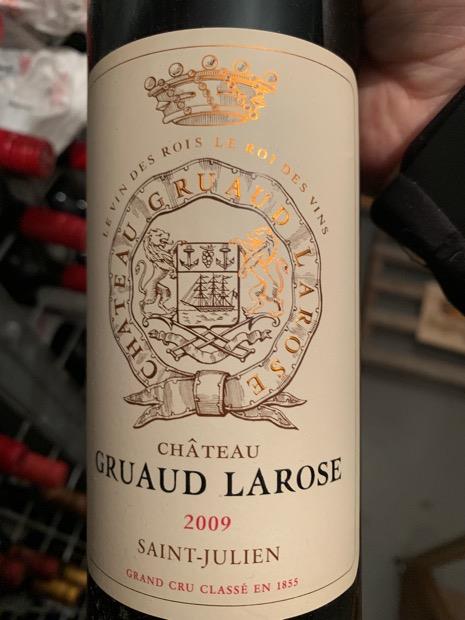 LE VIN DES ROIS LE ROI DES VINS
CHATEAU GRUAUD LAROSE
CHÂTEAU
GRUAUD LAROSE
2009
SAINT-JULIEN
GRAND CRU CLASSÉ EN 1855